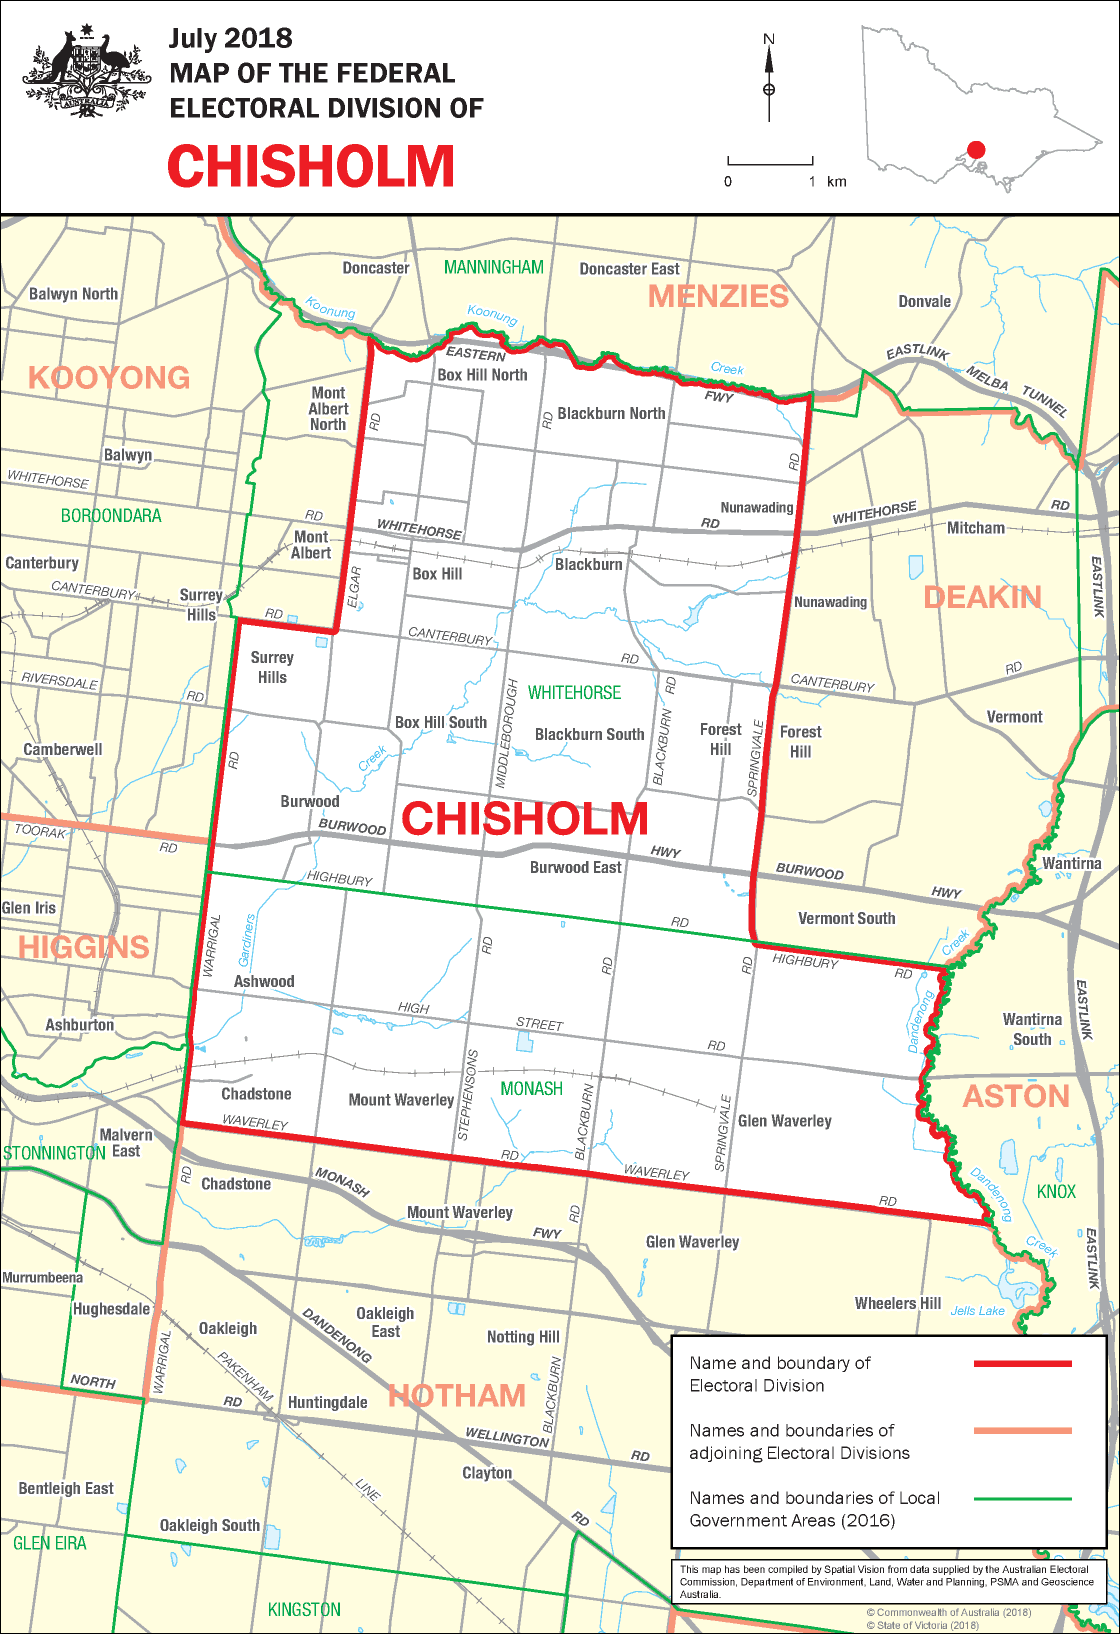 July 2018
MAP OF THE FEDERAL
ELECTORAL DIVISION OF
CHISHOLM
AUSTRALIA
N
0 1 km
Doncaster
MANNINGHAM
Doncaster East
MENZIES
Balwyn North
Donvale
Koonung
Koonung
Creek
EASTLINK
MELBA TUNNEL
KOOYONG
EASTERN
FWY
Box Hill North
Mont
Albert
North
RD
RD
Blackburn North
RD
Balwyn
WHITEHORSE
RD
BOROONDARA
Mont
Albert
WHITEHORSE
RD
Nunawading
WHITEHORSE
RD
Mitcham
Canterbury
CANTERBURY
Surrey
Hills
RD
ELGAR
Box Hill
Blackburn
Nunawading
DEAKIN
EASTLINK
CANTERBURY
RD
Surrey
Hills
RIVERSDALE
RD
WHITEHORSE
RD
CANTERBURY
RD
Vermont
Camberwell
RD
Box Hill South
Creek
MIDDLEBOROUGH
Blackburn South
BLACKBURN
Forest
Hill
SPRINGVALE
Forest
Hill
Burwood
BURWOOD
CHISHOLM
HWY
TOORAK
RD
Burwood East
BURWOOD
HWY
Wantirna
HIGHBURY
RD
Glen Iris
HIGGINS
WARRIGAL
Gardiners
RD
RD
RD
Vermont South
HIGHBURY
RD
Creek
Ashwood
HIGH
STREET
RD
Dandenong
Ashburton
Wantirna
South
EASTLINK
Chadstone
Mount Waverley
STEPHENSONS
MONASH
BLACKBURN
SPRINGVALE
Glen Waverley
ASTON
WAVERLEY
RD
WAVERLEY
RD
Malvern
East
STONNINGTON
RD
Chadstone
MONASH
FWY
Mount Waverley
RD
Dandenong
Creek
KNOX
EASTLINK
Glen Waverley
Murrumbeena
Hughesdale
Oakleigh
Oakleigh
East
DANDENONG
Notting Hill
Wheelers Hill
Jells Lake
WARRIGAL
PAKENHAM
LINE
NORTH
RD
Huntingdale
HOTHAM
BLACKBURN
WELLINGTON
RD
Clayton
RD
Bentleigh East
Oakleigh South
GLEN EIRA
KINGSTON
Name and boundary of
Electoral Division
Names and boundaries of
adjoining Electoral Divisions
Names and boundaries of Local
Government Areas (2016)
This map has been compiled by Spatial Vision from data supplied by the Australian Electoral
Commission, Department of Environment, Land, Water and Planning, PSMA and Geoscience
Australia.
© Commonwealth of Australia (2018)
© State of Victoria (2018)